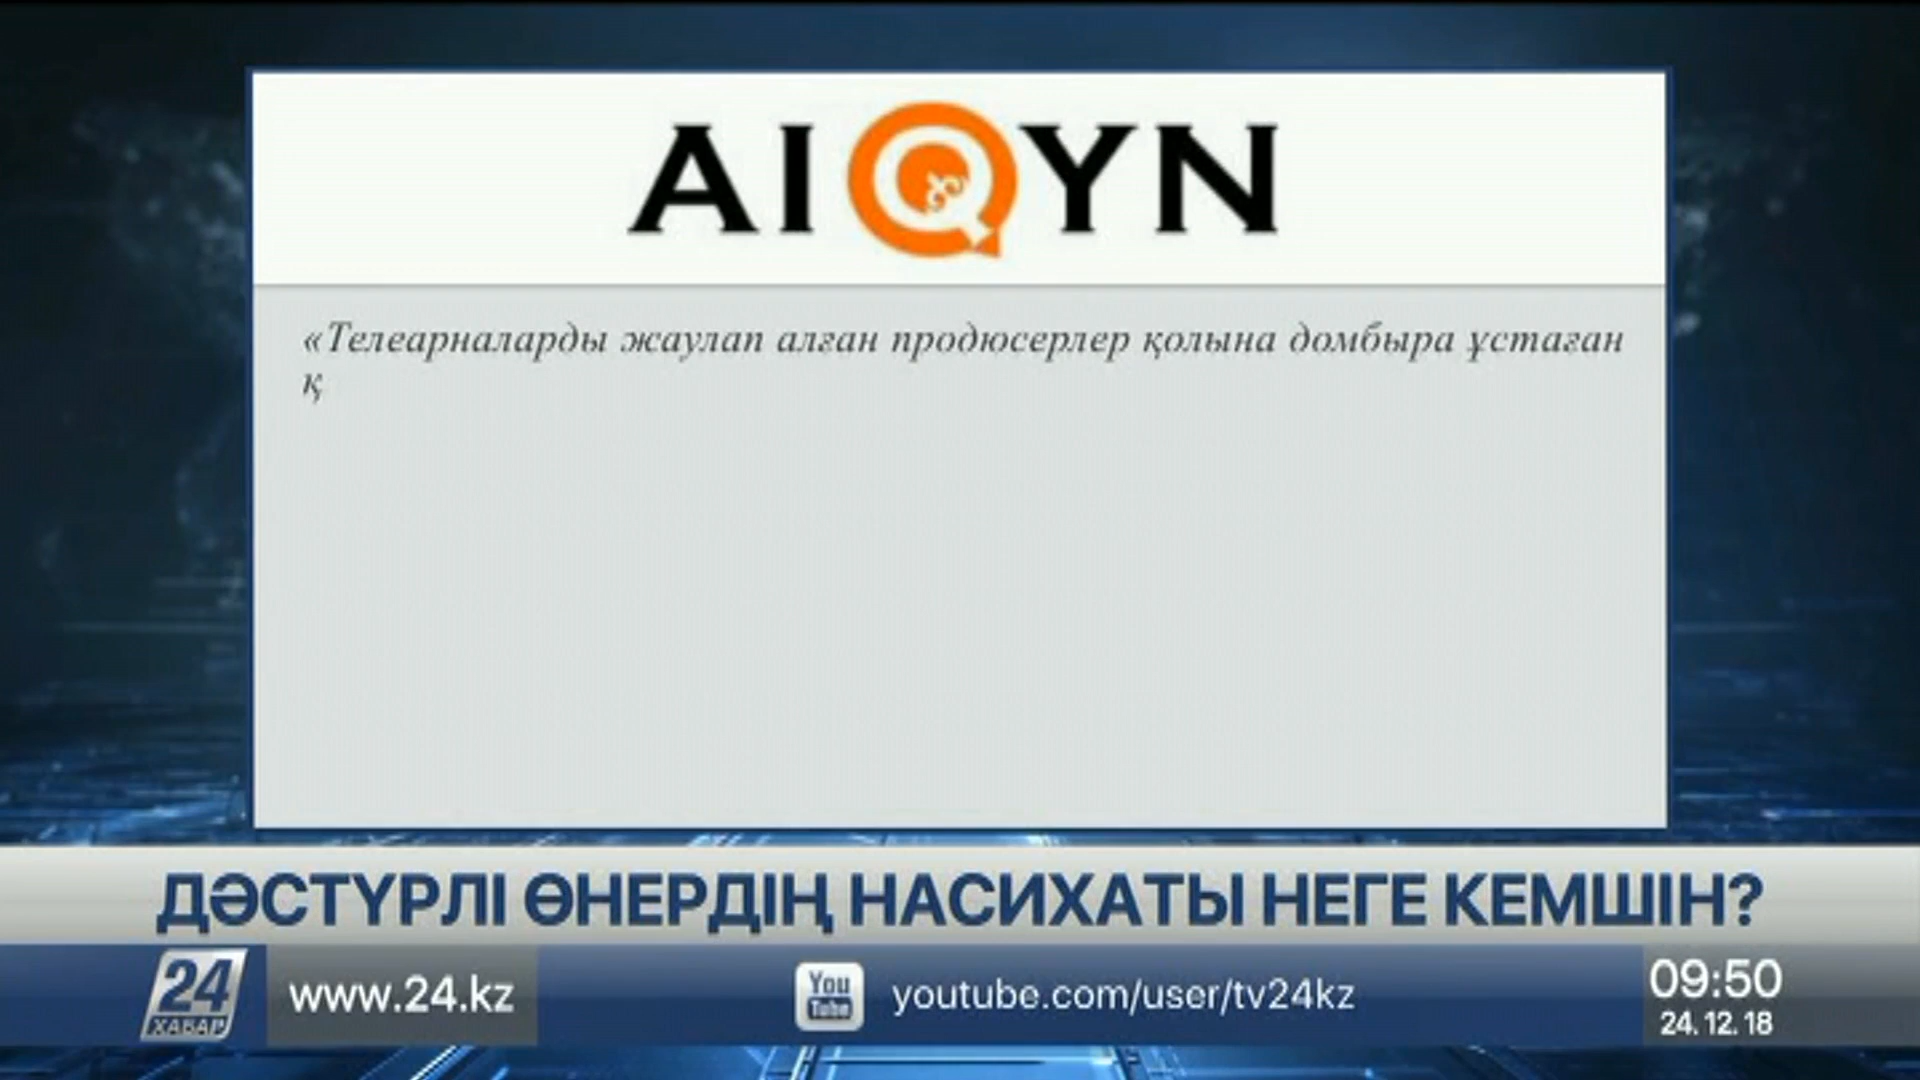 AIQYN
«Телеарналарды жаулап алған продюсерлер қолына домбыра ұстаған
қ
ДӘСТҮРЛІ ӨНЕРДІҢ НАСИХАТЫ НЕГЕ КЕМШІН?
24
ХАБАР
www.24.kz
You
Tube
youtube.com/user/tv24kz
09:50
24.12.18